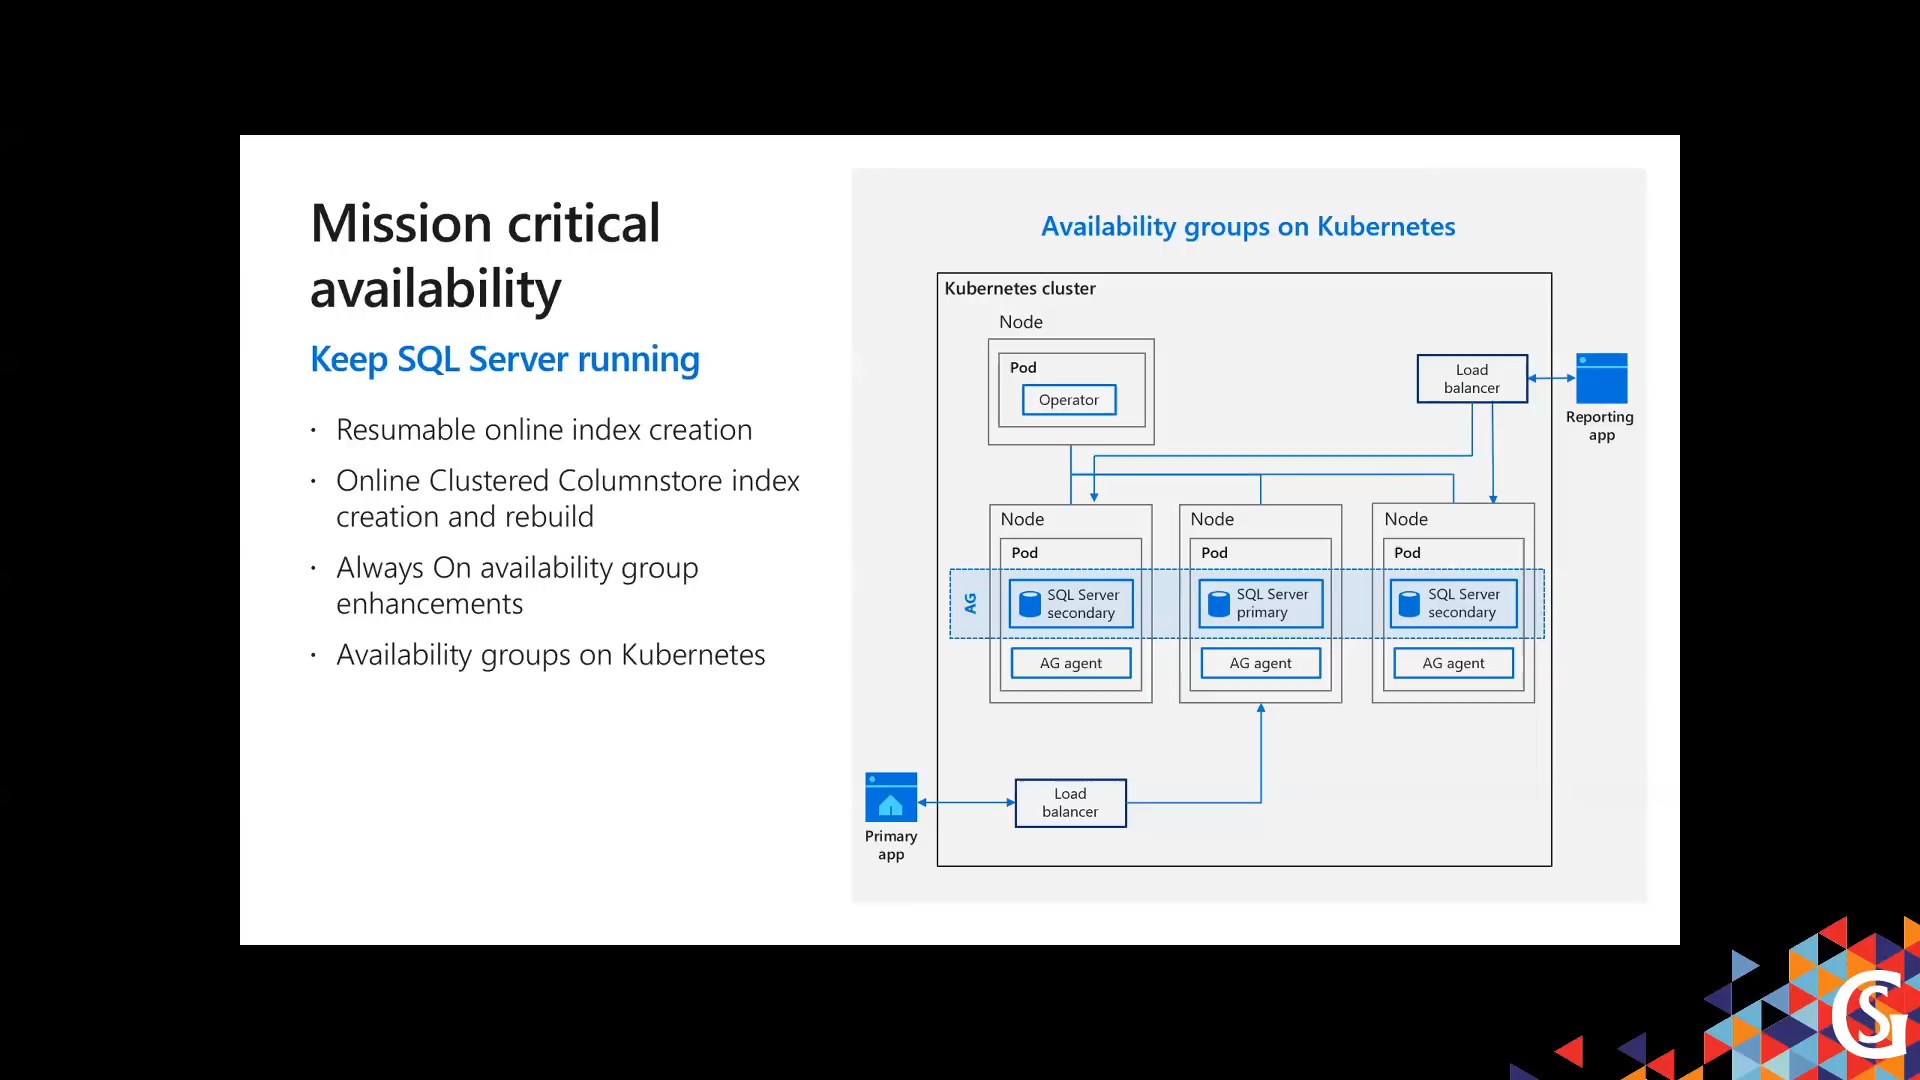 Mission critical
availability
Keep SQL Server running
· Resumable online index creation
· Online Clustered Columnstore index
creation and rebuild
· Always On availability group
enhancements
· Availability groups on Kubernetes
Availability groups on Kubernetes
Kubernetes cluster
Node
Pod
Operator
Load
balancer
Reporting
app
Node
Pod
SQL Server
secondary
AG agent
Node
Pod
SQL Server
primary
AG agent
Node
Pod
SQL Server
secondary
AG agent
AG
Primary
app
Load
balancer
GS